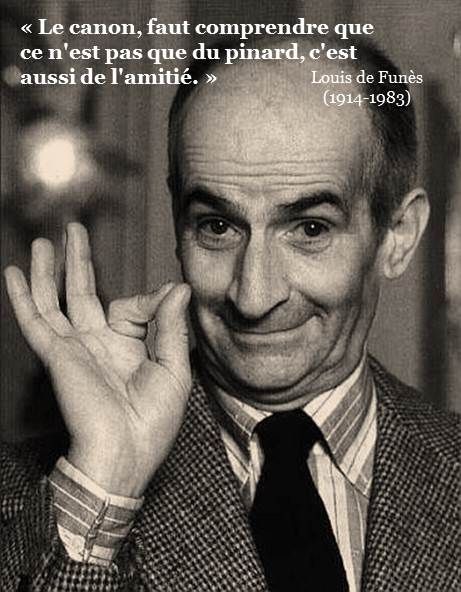 « Le canon, faut comprendre que
ce n'est pas que du pinard, c'est
aussi de l'amitié. »
Louis de Funès
(1914-1983)